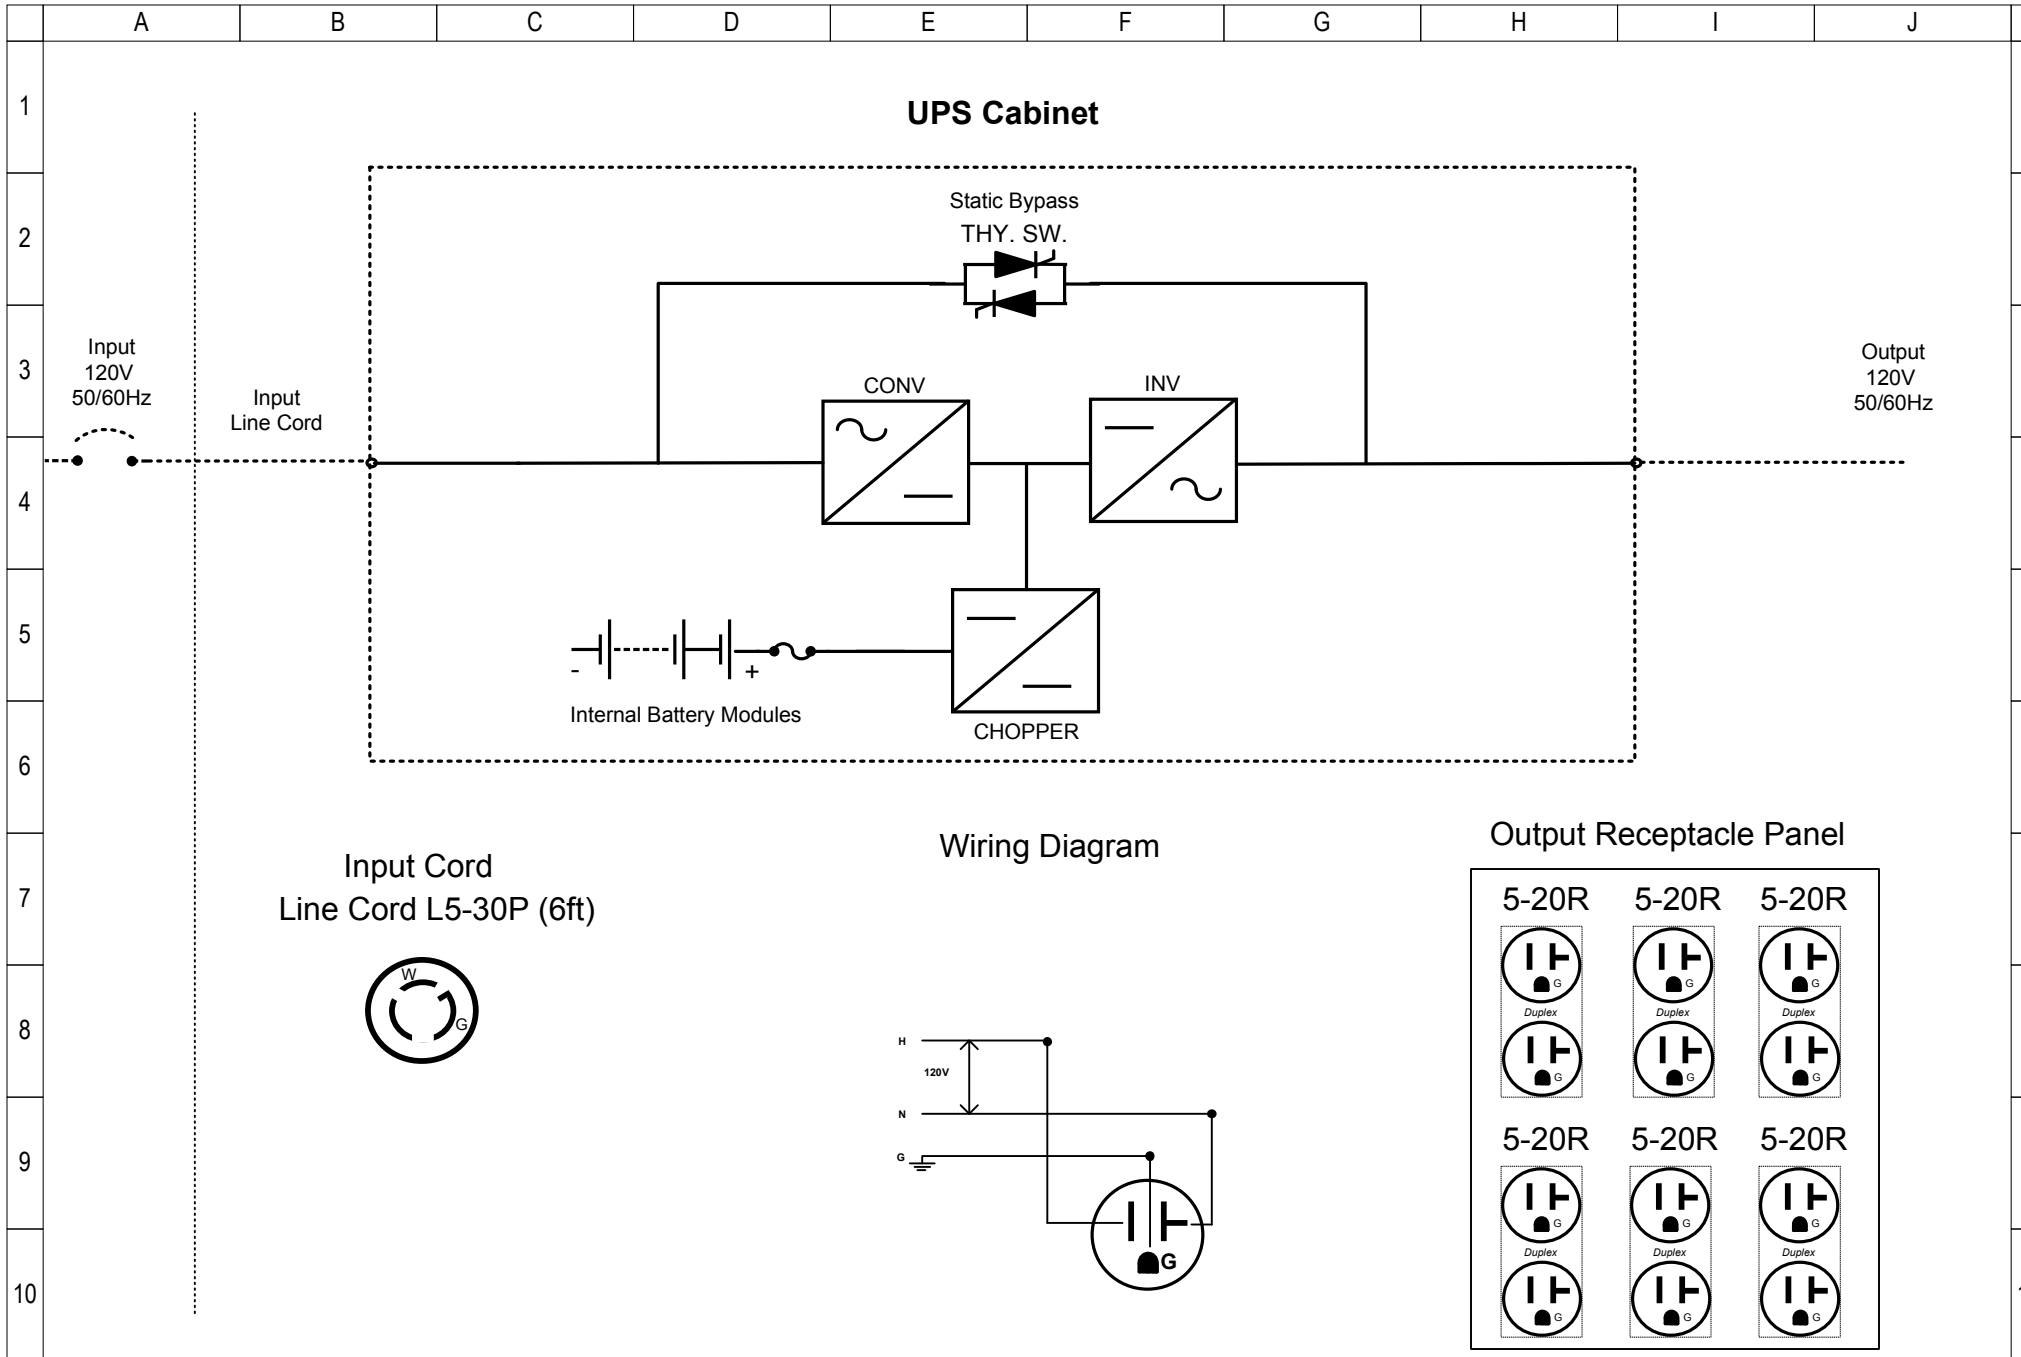 A B C D E F G H I J
1
UPS Cabinet
2
Static Bypass
THY. SW.
3
Input
120V
50/60Hz
Input
Line Cord
CONV
INV
Output
120V
50/60Hz
4
5
- +
Internal Battery Modules
CHOPPER
6
Input Cord
Line Cord L5-30P (6ft)
Wiring Diagram
Output Receptacle Panel
7
5-20R 5-20R 5-20R
W
G
G G G
Duplex Duplex Duplex
G G G
8
H
120V
N
G
G
9
5-20R 5-20R 5-20R
G G G
Duplex Duplex Duplex
G G G
10